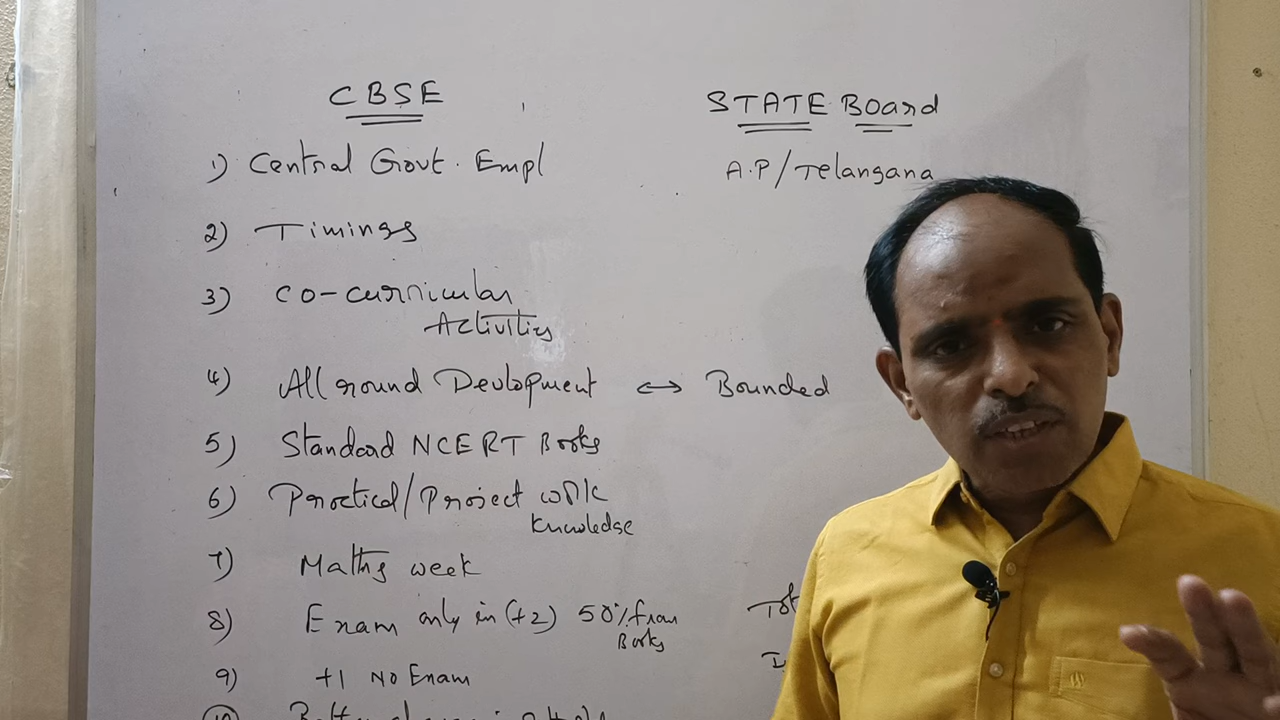 CBSE
STATE Board
1) Central Govt. Empl
A.P/Telangana
2) Timings
3) co-curricular
Activities
4) All round Devlopment ↔ Bounded
5) Standard NCERT Books
6) Practical/Project work
knowledge
7) Maths week
8) Exam only in (+2) 50% from
Books
9) +1 No Exam
10